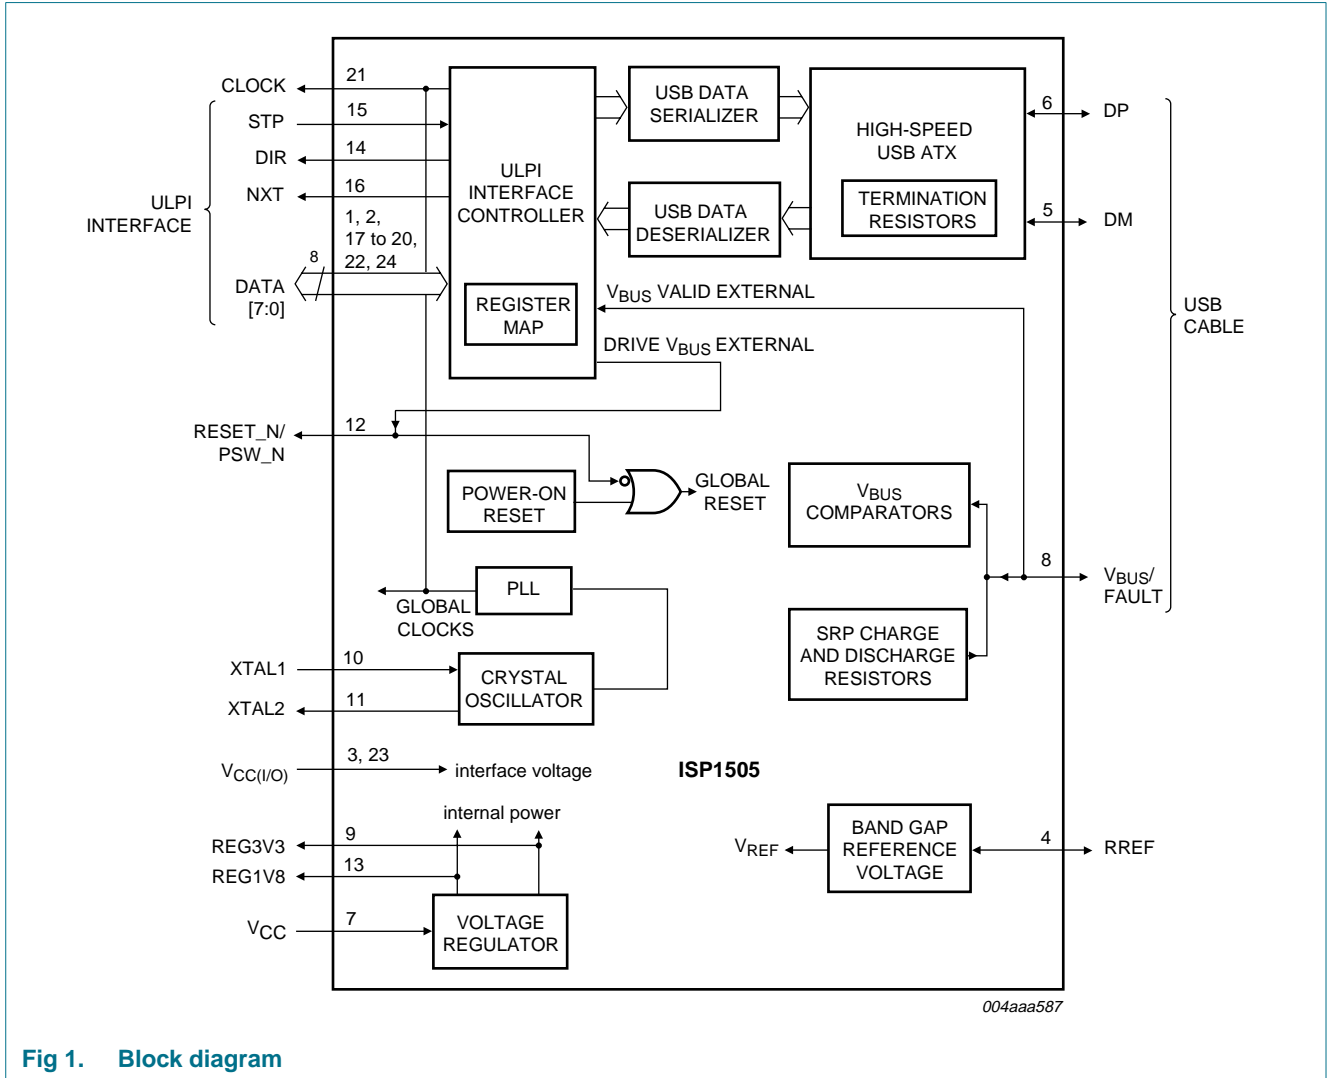 CLOCK
21
STP
15
DIR
14
NXT
16
1, 2,
17 to 20,
22, 24
8
DATA
[7:0]
ULPI
INTERFACE
ULPI
INTERFACE
CONTROLLER
REGISTER
MAP
USB DATA
SERIALIZER
USB DATA
DESERIALIZER
HIGH-SPEED
USB ATX
TERMINATION
RESISTORS
6
DP
5
DM
USB
CABLE
VBUS VALID EXTERNAL
DRIVE VBUS EXTERNAL
RESET_N/
PSW_N
12
POWER-ON
RESET
GLOBAL
RESET
VBUS
COMPARATORS
8
VBUS/
FAULT
PLL
GLOBAL
CLOCKS
SRP CHARGE
AND DISCHARGE
RESISTORS
XTAL1
10
XTAL2
11
CRYSTAL
OSCILLATOR
VCC(I/O)
3, 23
interface voltage
ISP1505
internal power
REG3V3
9
REG1V8
13
VCC
7
VOLTAGE
REGULATOR
VREF
BAND GAP
REFERENCE
VOLTAGE
4
RREF
004aaa587
Fig 1. Block diagram